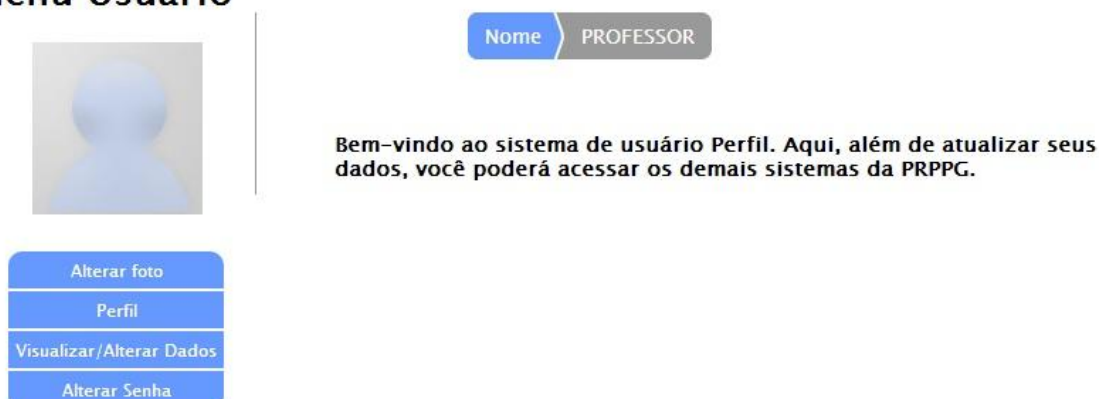 Usuário
Nome
PROFESSOR
Bem-vindo ao sistema de usuário Perfil. Aqui, além de atualizar seus
dados, você poderá acessar os demais sistemas da PRPPG.
Alterar foto
Perfil
Visualizar/Alterar Dados
Alterar Senha